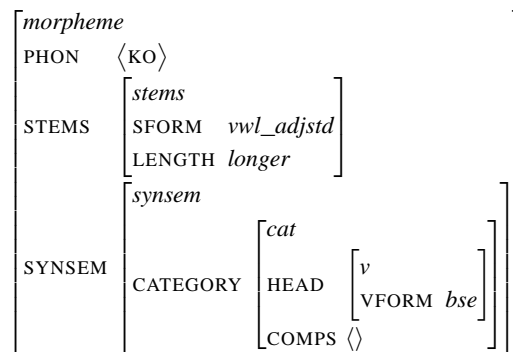 morpheme
PHON ⟨KO⟩
stems
STEMS SFORM vwl_adjstd
LENGTH longer
synsem
cat
SYNSEM CATEGORY HEAD v
VFORM bse
COMPS ⟨⟩